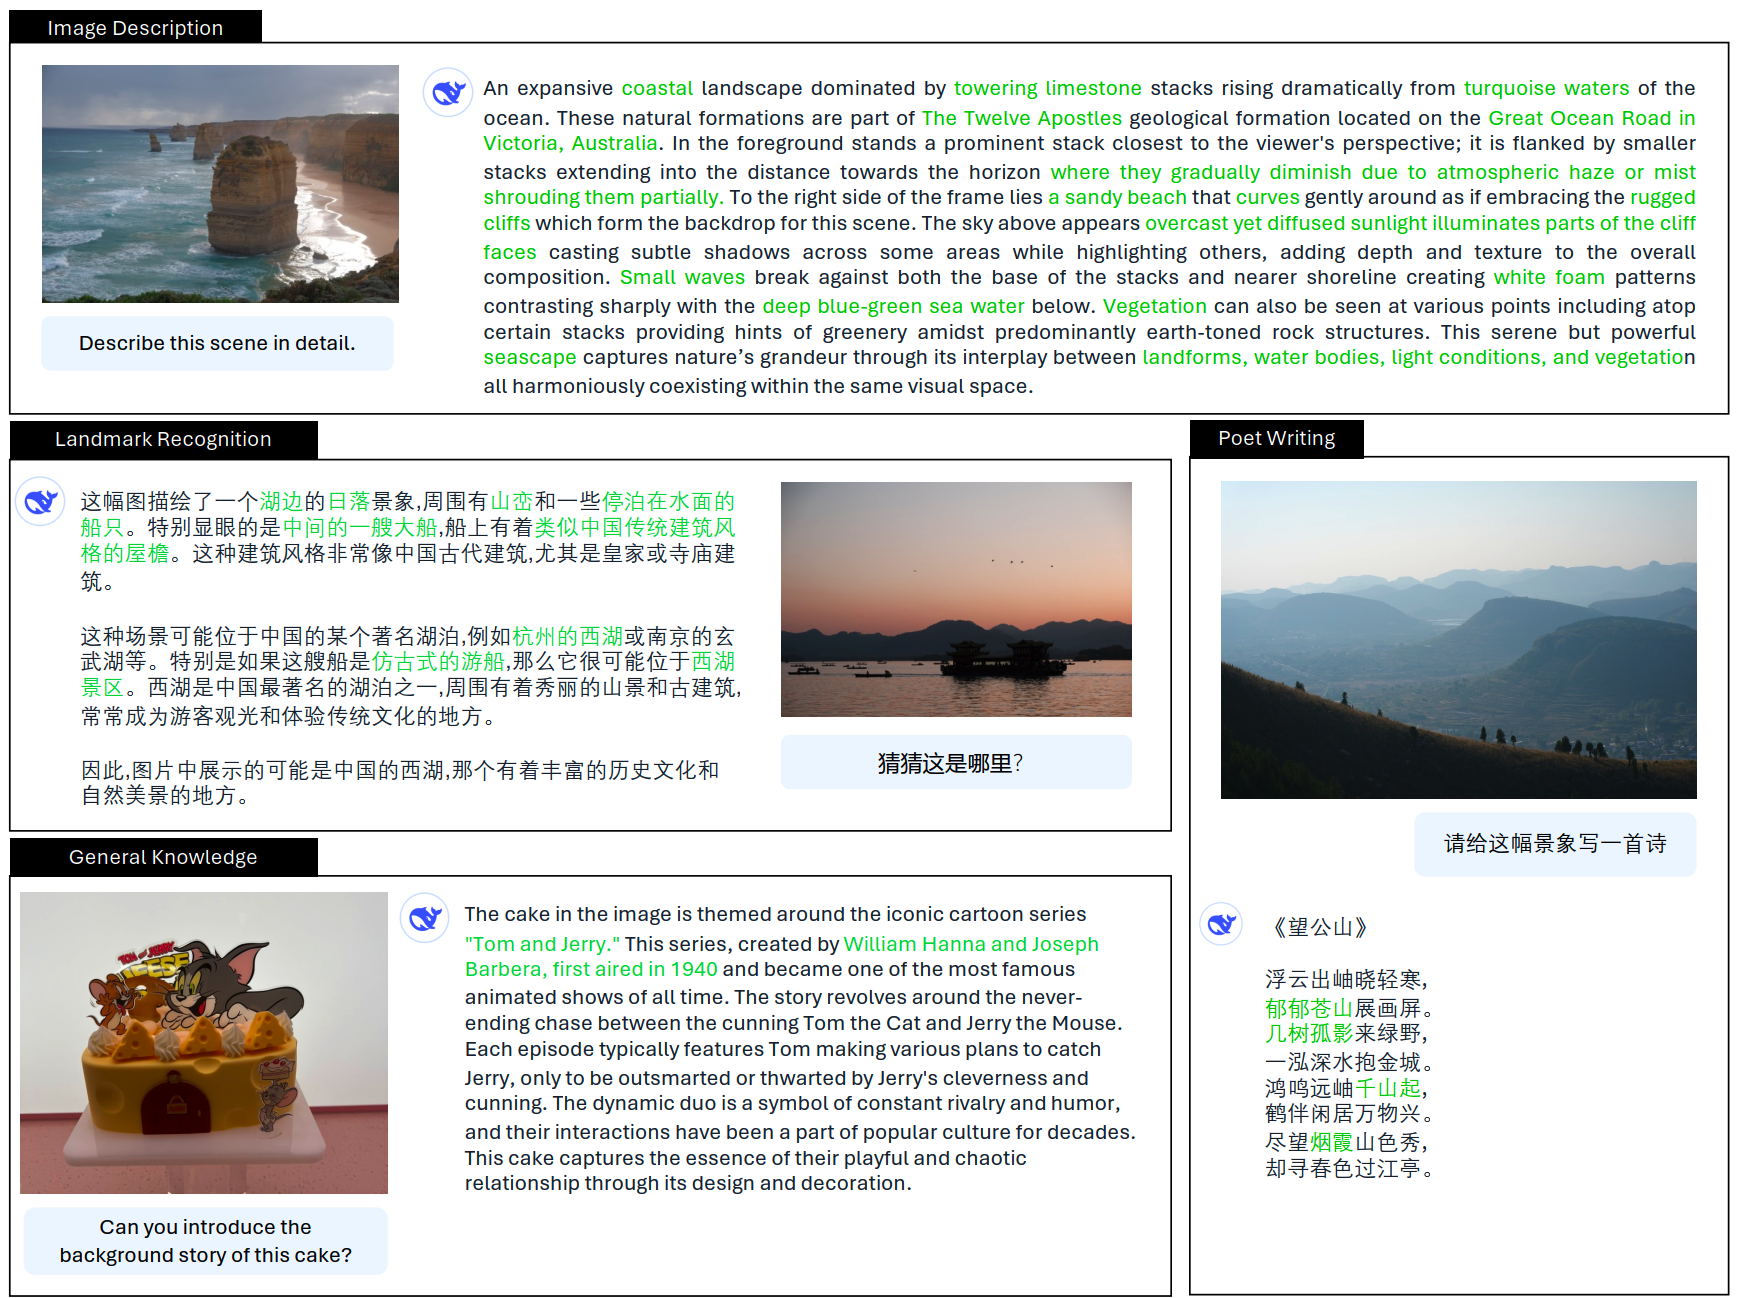 Image Description
An expansive coastal landscape dominated by towering limestone stacks rising dramatically from turquoise waters of the
ocean. These natural formations are part of The Twelve Apostles geological formation located on the Great Ocean Road in
Victoria, Australia. In the foreground stands a prominent stack closest to the viewer's perspective; it is flanked by smaller
stacks extending into the distance towards the horizon where they gradually diminish due to atmospheric haze or mist
shrouding them partially. To the right side of the frame lies a sandy beach that curves gently around as if embracing the rugged
cliffs which form the backdrop for this scene. The sky above appears overcast yet diffused sunlight illuminates parts of the cliff
faces casting subtle shadows across some areas while highlighting others, adding depth and texture to the overall
composition. Small waves break against both the base of the stacks and nearer shoreline creating white foam patterns
contrasting sharply with the deep blue-green sea water below. Vegetation can also be seen at various points including atop
certain stacks providing hints of greenery amidst predominantly earth-toned rock structures. This serene but powerful
seascape captures nature’s grandeur through its interplay between landforms, water bodies, light conditions, and vegetation
all harmoniously coexisting within the same visual space.
Describe this scene in detail.
Landmark Recognition
这幅图描绘了一个湖边的日落景象,周围有山峦和一些停泊在水面的
船只。特别显眼的是中间的一艘大船,船上有着类似中国传统建筑风
格的屋檐。这种建筑风格非常像中国古代建筑,尤其是皇家或寺庙建
筑。
这种场景可能位于中国的某个著名湖泊,例如杭州的西湖或南京的玄
武湖等。特别是如果这艘船是仿古式的游船,那么它很可能位于西湖
景区。西湖是中国最著名的湖泊之一,周围有着秀丽的山景和古建筑,
常常成为游客观光和体验传统文化的地方。
因此,图片中展示的可能是中国的西湖,那个有着丰富的历史文化和
自然美景的地方。
猜猜这是哪里?
General Knowledge
TOM and JERRY
CHEESE
The cake in the image is themed around the iconic cartoon series
"Tom and Jerry." This series, created by William Hanna and Joseph
Barbera, first aired in 1940 and became one of the most famous
animated shows of all time. The story revolves around the never-
ending chase between the cunning Tom the Cat and Jerry the Mouse.
Each episode typically features Tom making various plans to catch
Jerry, only to be outsmarted or thwarted by Jerry's cleverness and
cunning. The dynamic duo is a symbol of constant rivalry and humor,
and their interactions have been a part of popular culture for decades.
This cake captures the essence of their playful and chaotic
relationship through its design and decoration.
Can you introduce the
background story of this cake?
Poet Writing
请给这幅景象写一首诗
《望公山》
浮云出岫晓轻寒,
郁郁苍山展画屏。
几树孤影来绿野,
一泓深水抱金城。
鸿鸣远岫千山起,
鹤伴闲居万物兴。
尽望烟霞山色秀,
却寻春色过江亭。